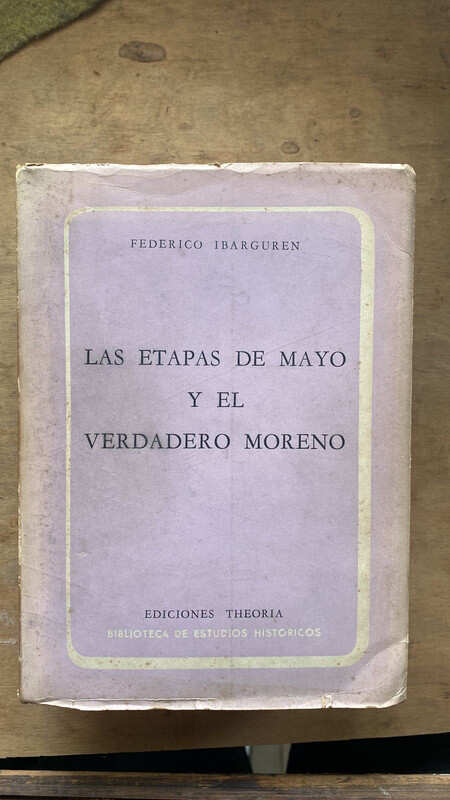 FEDERICO IBARGUREN
LAS ETAPAS DE MAYO
Y EL
VERDADERO MORENO
EDICIONES THEORIA
BIBLIOTECA DE ESTUDIOS HISTORICOS